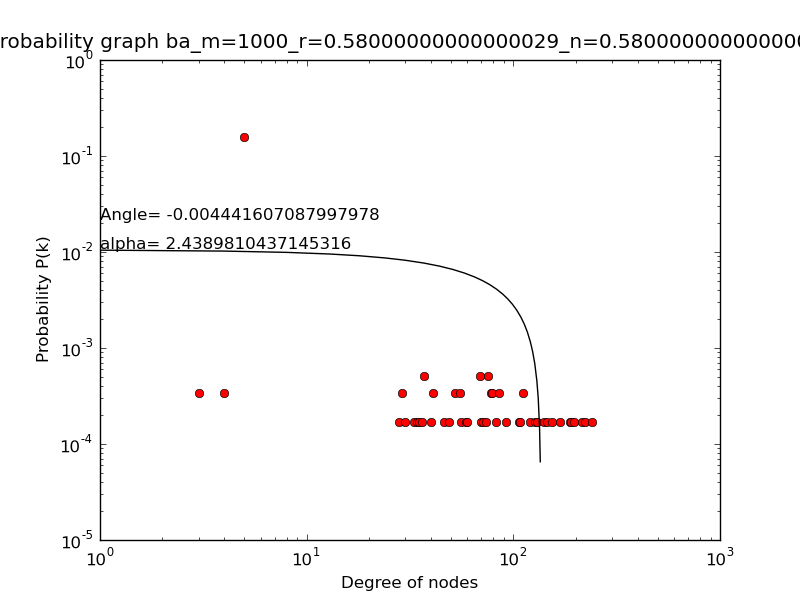 robability graph ba_m=1000_r=0.58000000000000029_n=0.5800000000000000
10^0
10^-1
Angle= -0.004441607087997978
alpha= 2.4389810437145316
10^-2
Probability P(k)
10^-3
10^-4
10^-5
10^0 10^1 10^2 10^3
Degree of nodes